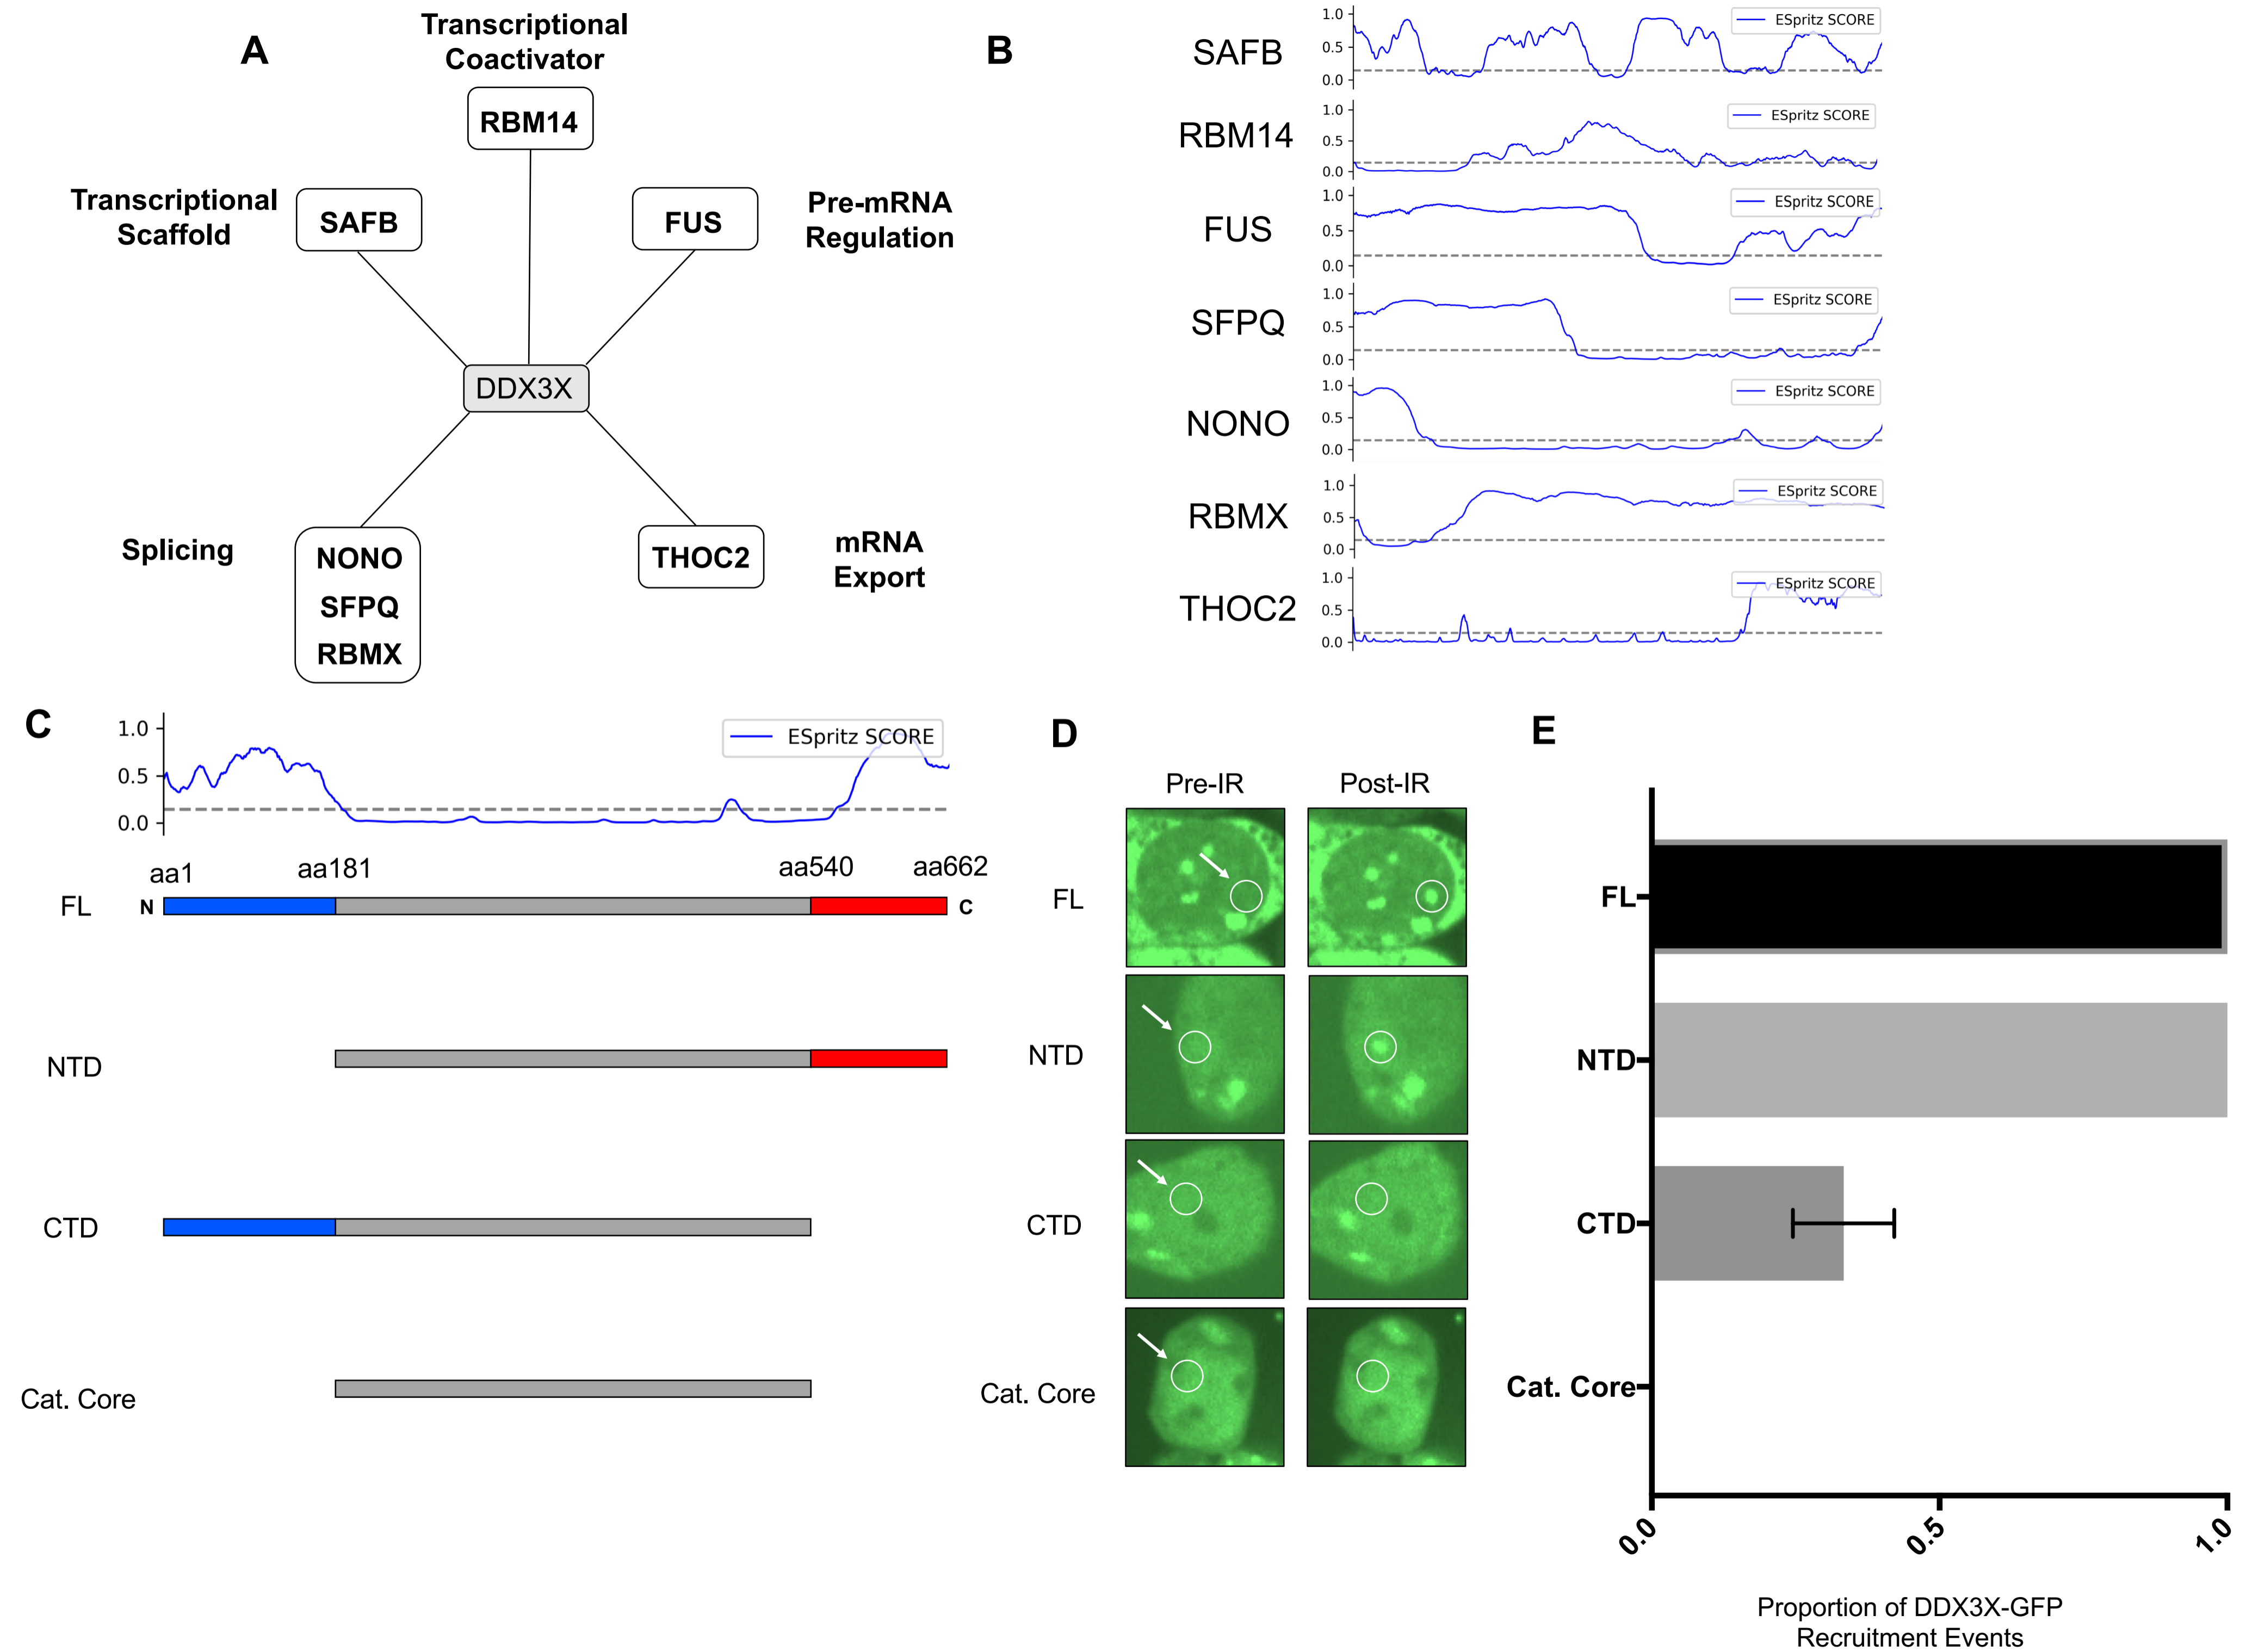 A
Transcriptional
Coactivator
RBM14
Transcriptional
Scaffold
SAFB
FUS
Pre-mRNA
Regulation
DDX3X
Splicing
NONO
SFPQ
RBMX
THOC2
mRNA
Export
B
SAFB
1.0
0.5
0.0
ESpritz SCORE
RBM14
1.0
0.5
0.0
ESpritz SCORE
FUS
1.0
0.5
0.0
ESpritz SCORE
SFPQ
1.0
0.5
0.0
ESpritz SCORE
NONO
1.0
0.5
0.0
ESpritz SCORE
RBMX
1.0
0.5
0.0
ESpritz SCORE
THOC2
1.0
0.5
0.0
ESpritz SCORE
C
1.0
0.5
0.0
ESpritz SCORE
aa1 aa181 aa540 aa662
FL N C
NTD
CTD
Cat. Core
D
Pre-IR Post-IR
FL
NTD
CTD
Cat. Core
E
FL
NTD
CTD
Cat. Core
0.0 0.5 1.0
Proportion of DDX3X-GFP
Recruitment Events